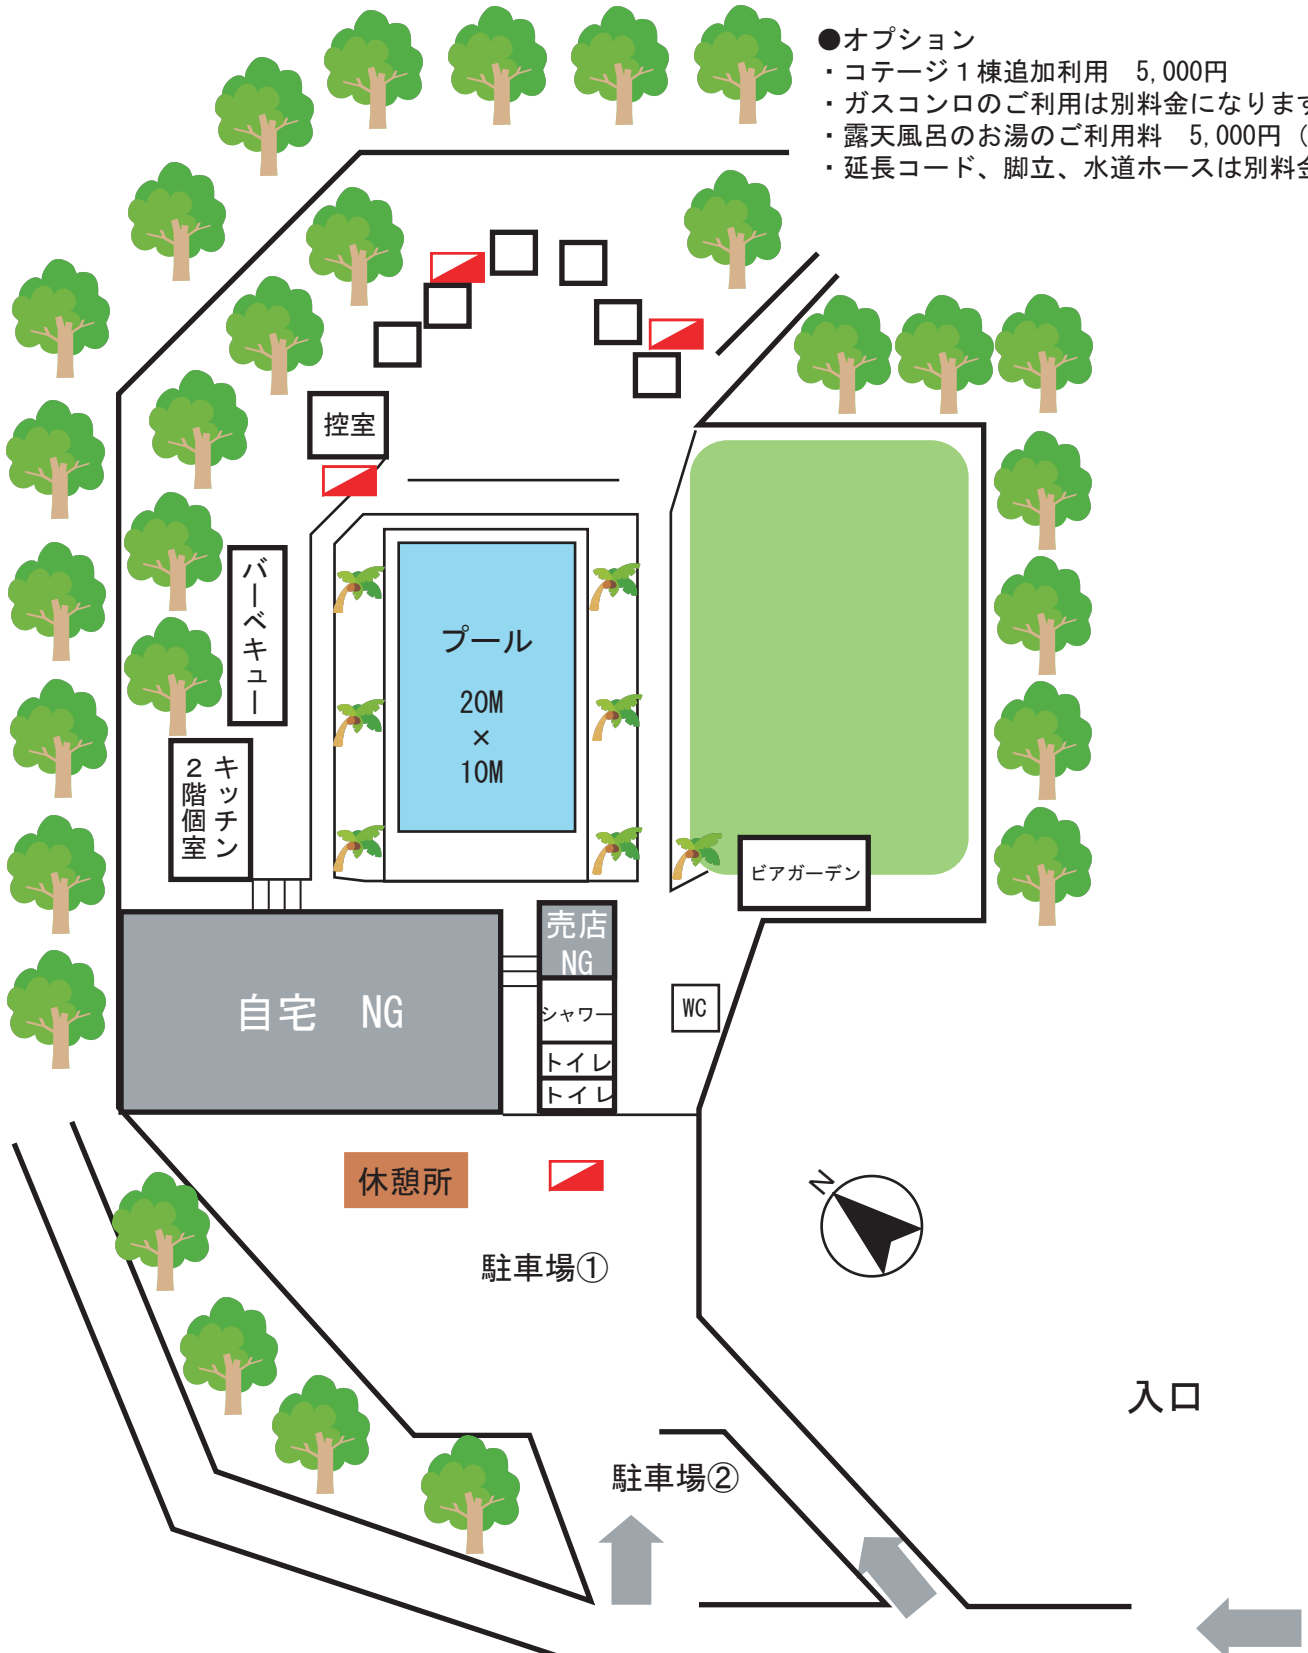 ●オプション
・コテージ１棟追加利用　5,000円
・ガスコンロのご利用は別料金になります
・露天風呂のお湯のご利用料　5,000円（
・延長コード、脚立、水道ホースは別料金
控室
バーベキュー
プール
20M
×
10M
キッチン
２階個室
ビアガーデン
売店
NG
自宅　NG
シャワー
WC
トイレ
トイレ
休憩所
N
駐車場①
入口
駐車場②